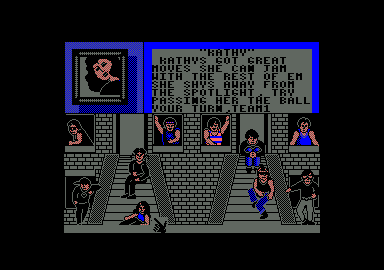 "KATHY"
KATHYS GOT GREAT
MOVES SHE CAN JAM
WITH THE REST OF EM
SHE SHYS AWAY FROM
THE SPOTLIGHT, TRY
PASSING HER THE BALL
YOUR TURN,TEAM1